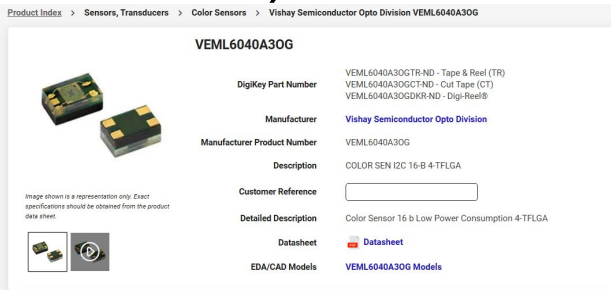 Product Index > Sensors, Transducers > Color Sensors > Vishay Semiconductor Opto Division VEML6040A3OG
VEML6040A3OG
DigiKey Part Number
VEML6040A3OGTR-ND - Tape & Reel (TR)
VEML6040A3OGCT-ND - Cut Tape (CT)
VEML6040A3OGDKR-ND - Digi-Reel®
Manufacturer
Vishay Semiconductor Opto Division
Manufacturer Product Number
VEML6040A3OG
Description
COLOR SEN I2C 16-B 4-TFLGA
Customer Reference
Detailed Description
Color Sensor 16 b Low Power Consumption 4-TFLGA
Datasheet
Datasheet
EDA/CAD Models
VEML6040A3OG Models
Image shown is a representation only. Exact
specifications should be obtained from the product
data sheet.